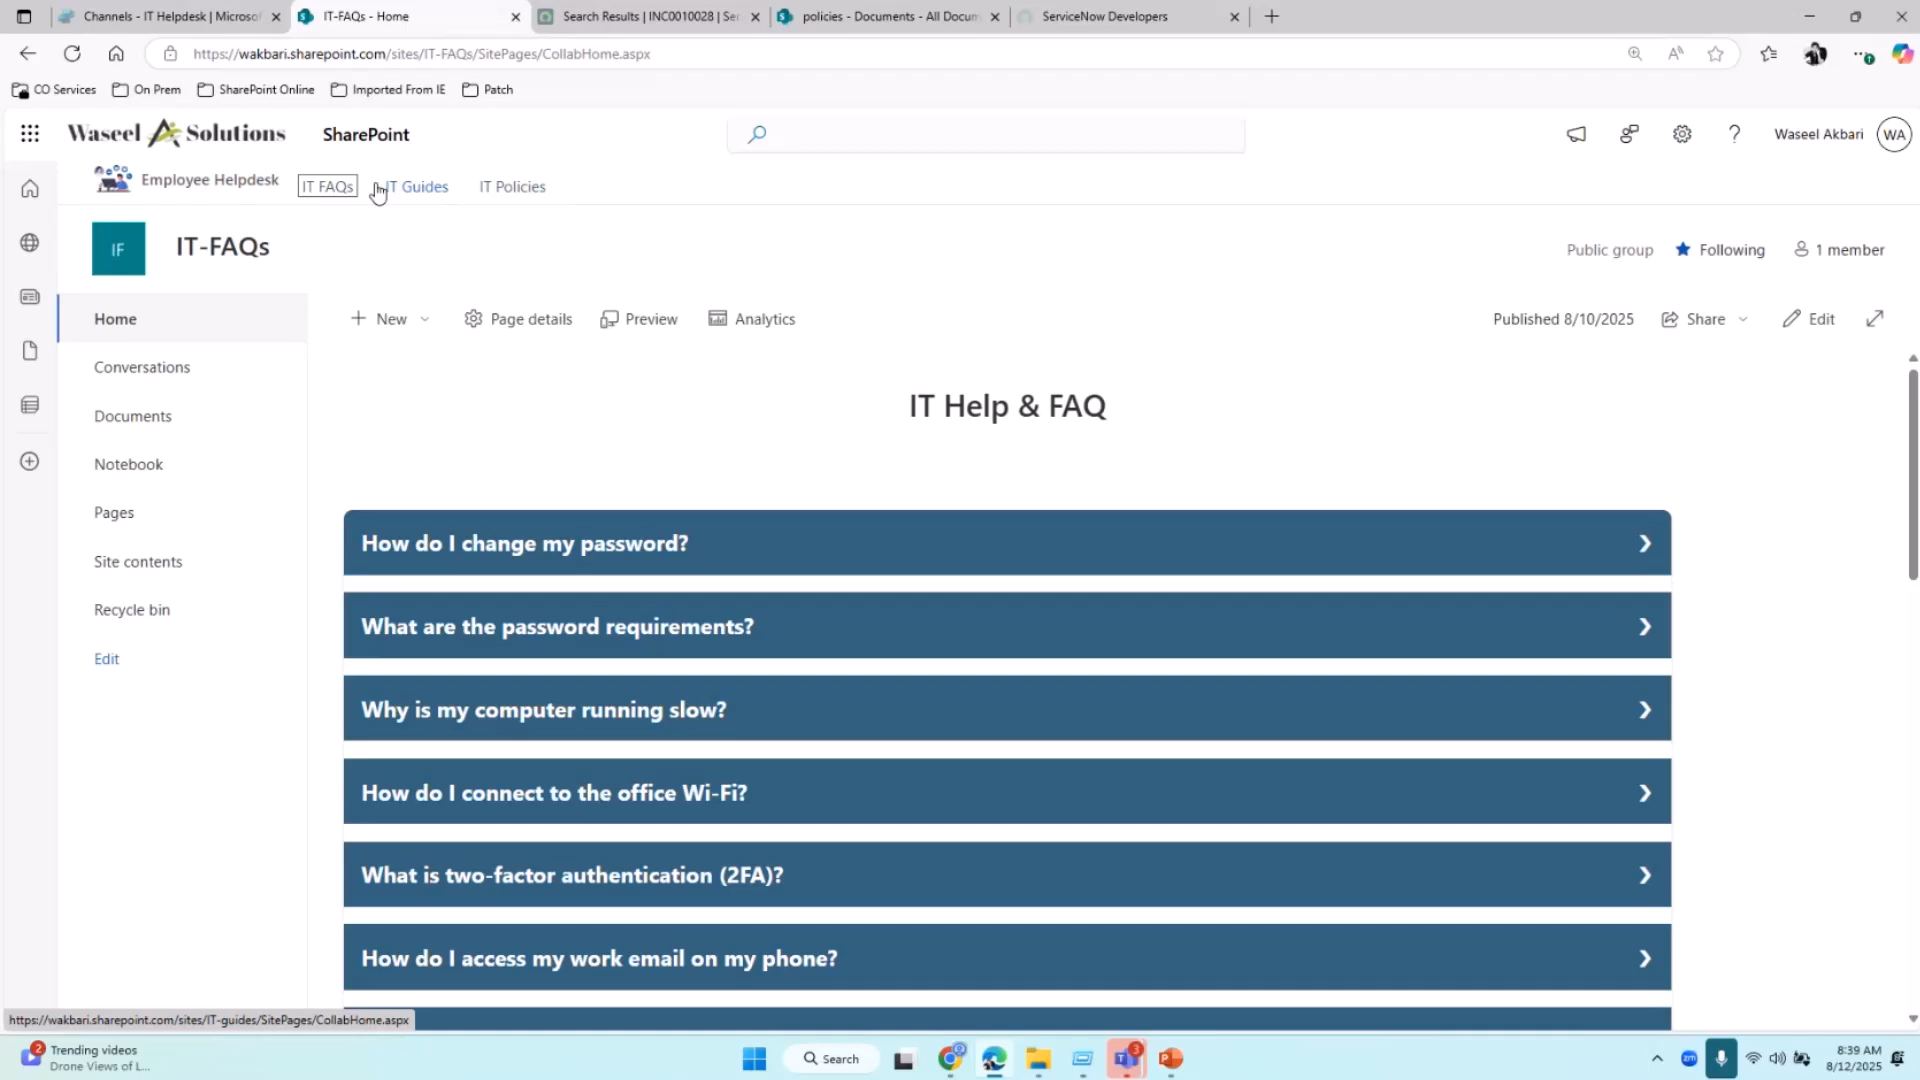 Channels - IT Helpdesk | Microsof
IT-FAQs - Home
Search Results | INC0010028 | Ser
policies - Documents - All Docum
ServiceNow Developers
https://wakbari.sharepoint.com/sites/IT-FAQs/SitePages/CollabHome.aspx
CO Services
On Prem
SharePoint Online
Imported From IE
Patch
Waseel Solutions
SharePoint
Waseel Akbari
WA
Employee Helpdesk
IT FAQs
IT Guides
IT Policies
IF
IT-FAQs
Public group
Following
1 member
Home
Conversations
Documents
Notebook
Pages
Site contents
Recycle bin
Edit
New
Page details
Preview
Analytics
Published 8/10/2025
Share
Edit
IT Help & FAQ
How do I change my password?
What are the password requirements?
Why is my computer running slow?
How do I connect to the office Wi-Fi?
What is two-factor authentication (2FA)?
How do I access my work email on my phone?
https://wakbari.sharepoint.com/sites/IT-guides/SitePages/CollabHome.aspx
2
Trending videos
Drone Views of L...
Search
3
zm
8:39 AM
8/12/2025